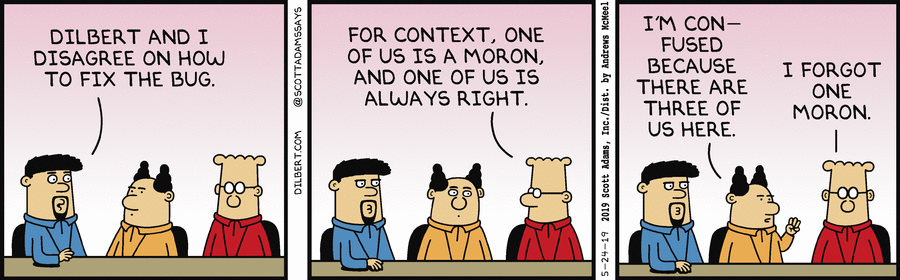 DILBERT AND I
DISAGREE ON HOW
TO FIX THE BUG.
DILBERT.COM @SCOTTADAMSSAYS
FOR CONTEXT, ONE
OF US IS A MORON,
AND ONE OF US IS
ALWAYS RIGHT.
5-24-19 2019 Scott Adams, Inc./Dist. by Andrews McMeel
I'M CON–
FUSED
BECAUSE
THERE ARE
THREE OF
US HERE.
I FORGOT
ONE
MORON.